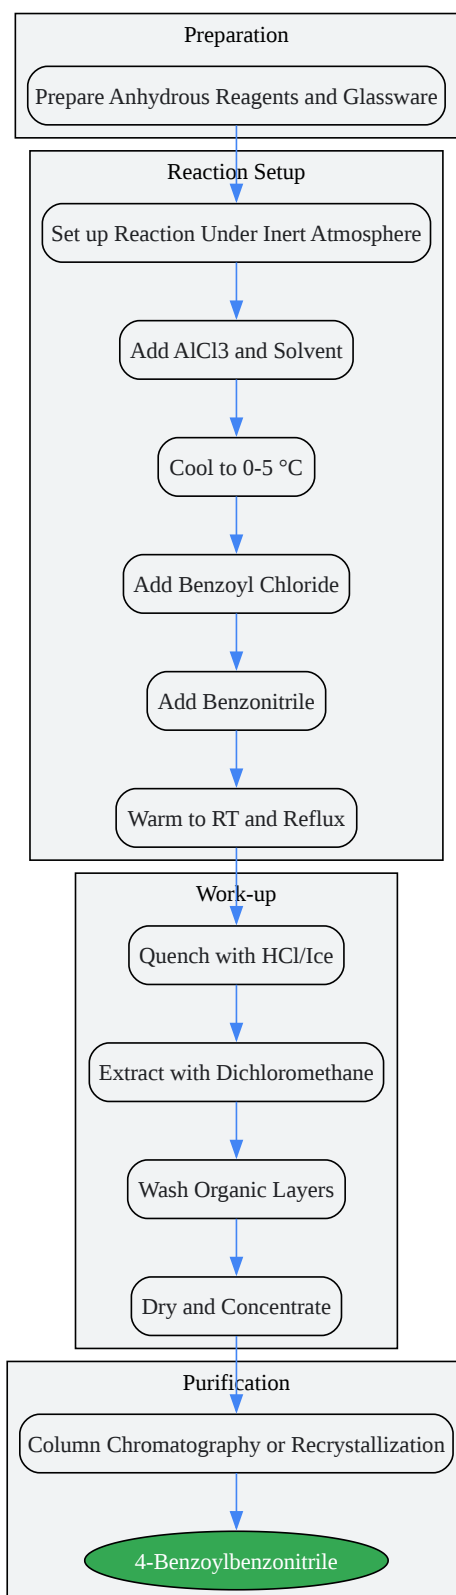 Preparation
Prepare Anhydrous Reagents and Glassware
Reaction Setup
Set up Reaction Under Inert Atmosphere
Add AlCl3 and Solvent
Cool to 0-5 °C
Add Benzoyl Chloride
Add Benzonitrile
Warm to RT and Reflux
Work-up
Quench with HCl/Ice
Extract with Dichloromethane
Wash Organic Layers
Dry and Concentrate
Purification
Column Chromatography or Recrystallization
4-Benzoylbenzonitrile